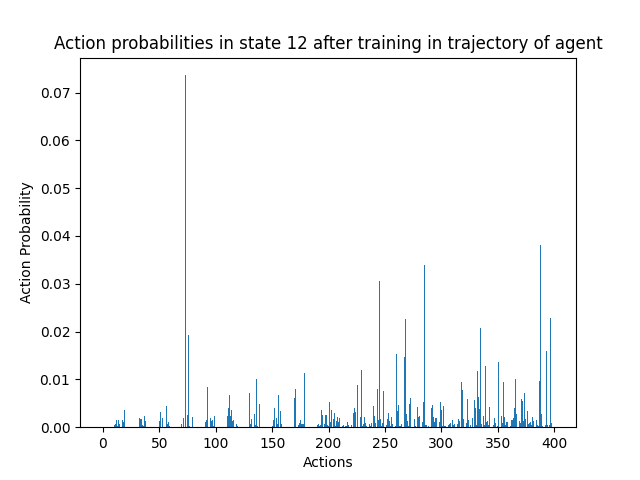 Action probabilities in state 12 after training in trajectory of agent
0.07
0.06
0.05
0.04
0.03
0.02
0.01
0.00
Action Probability
0 50 100 150 200 250 300 350 400
Actions